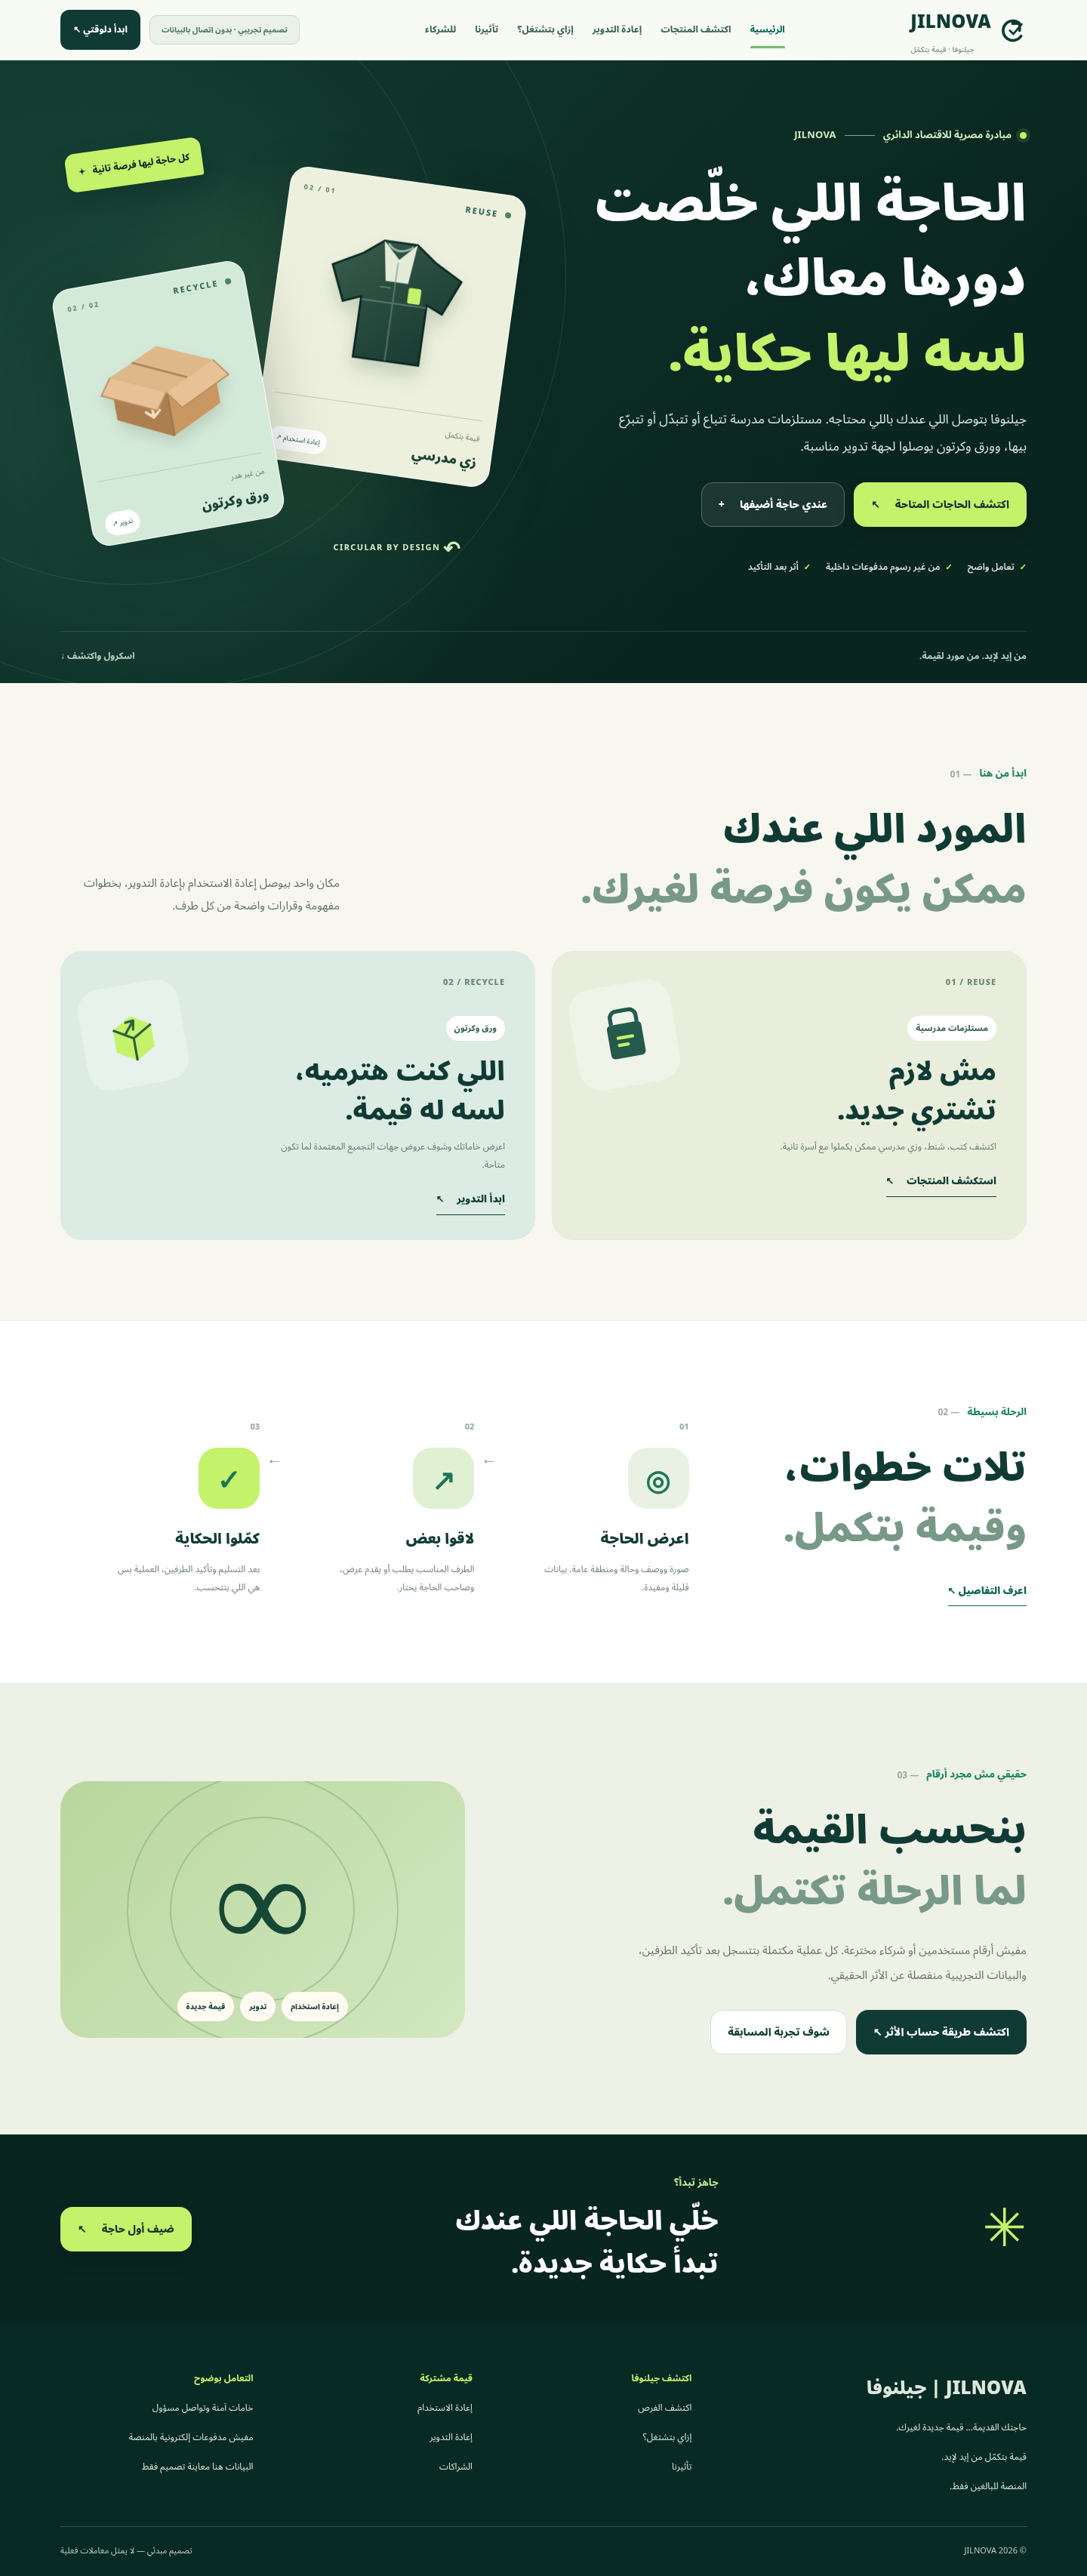 JILNOVA
جيلنوفا · قيمة بتكمّل
الرئيسية
اكتشف المنتجات
إعادة التدوير
إزاي بتشتغل؟
تأثيرنا
للشركاء
تصميم تجريبي · بدون اتصال بالبيانات
ابدأ دلوقتي ↖
مبادرة مصرية للاقتصاد الدائري — JILNOVA
الحاجة اللي خلّصت
دورها معاك،
لسه ليها حكاية.
جيلنوفا بتوصل اللي عندك باللي محتاجه. مستلزمات مدرسة تتباع أو تتبدّل أو تتبرّع
بيها، وورق وكرتون يوصلوا لجهة تدوير مناسبة.
اكتشف الحاجات المتاحة ↖
عندي حاجة أضيفها +
✓ تعامل واضح
✓ من غير رسوم مدفوعات داخلية
✓ أثر بعد التأكيد
كل حاجة ليها فرصة تانية +
REUSE
02 / 01
قيمة بتكمل
زي مدرسي
إعادة استخدام ↗
RECYCLE
02 / 02
من غير هدر
ورق وكرتون
تدوير ↗
CIRCULAR BY DESIGN ↶
من إيد لإيد. من مورد لقيمة.
اسكرول واكتشف ↓
ابدأ من هنا — 01
المورد اللي عندك
ممكن يكون فرصة لغيرك.
مكان واحد بيوصل إعادة الاستخدام بإعادة التدوير، بخطوات
مفهومة وقرارات واضحة من كل طرف.
01 / REUSE
مستلزمات مدرسية
مش لازم
تشتري جديد.
اكتشف كتب، شنط، وزي مدرسي ممكن يكملوا مع أسرة تانية.
استكشف المنتجات ↖
02 / RECYCLE
ورق وكرتون
اللي كنت هترميه،
لسه له قيمة.
اعرض خاماتك وشوف عروض جهات التجميع المعتمدة لما تكون
متاحة.
ابدأ التدوير ↖
الرحلة بسيطة — 02
تلات خطوات،
وقيمة بتكمل.
اعرف التفاصيل ↖
01
◎
اعرض الحاجة
صورة ووصف وحالة ومنطقة عامة. بيانات
قليلة ومفيدة.
←
02
↗
لاقوا بعض
الطرف المناسب يطلب أو يقدم عرض،
وصاحب الحاجة يختار.
←
03
✓
كمّلوا الحكاية
بعد التسليم وتأكيد الطرفين، العملية بس
هي اللي بتتحسب.
حقيقي مش مجرد أرقام — 03
بنحسب القيمة
لما الرحلة تكتمل.
مفيش أرقام مستخدمين أو شركاء مخترعة. كل عملية مكتملة بتتسجل بعد تأكيد الطرفين،
والبيانات التجريبية منفصلة عن الأثر الحقيقي.
اكتشف طريقة حساب الأثر ↖
شوف تجربة المسابقة
∞
إعادة استخدام
تدوير
قيمة جديدة
جاهز تبدأ؟
خلّي الحاجة اللي عندك
تبدأ حكاية جديدة.
ضيف أول حاجة ↖
JILNOVA | جيلنوفا
حاجتك القديمة... قيمة جديدة لغيرك.
قيمة بتكمّل من إيد لإيد.
المنصة للبالغين فقط.
اكتشف جيلنوفا
اكتشف الفرص
إزاي بتشتغل؟
تأثيرنا
قيمة مشتركة
إعادة الاستخدام
إعادة التدوير
الشراكات
التعامل بوضوح
خامات آمنة وتواصل مسؤول
مفيش مدفوعات إلكترونية بالمنصة
البيانات هنا معاينة تصميم فقط
© 2026 JILNOVA
تصميم مبدئي — لا يمثل معاملات فعلية